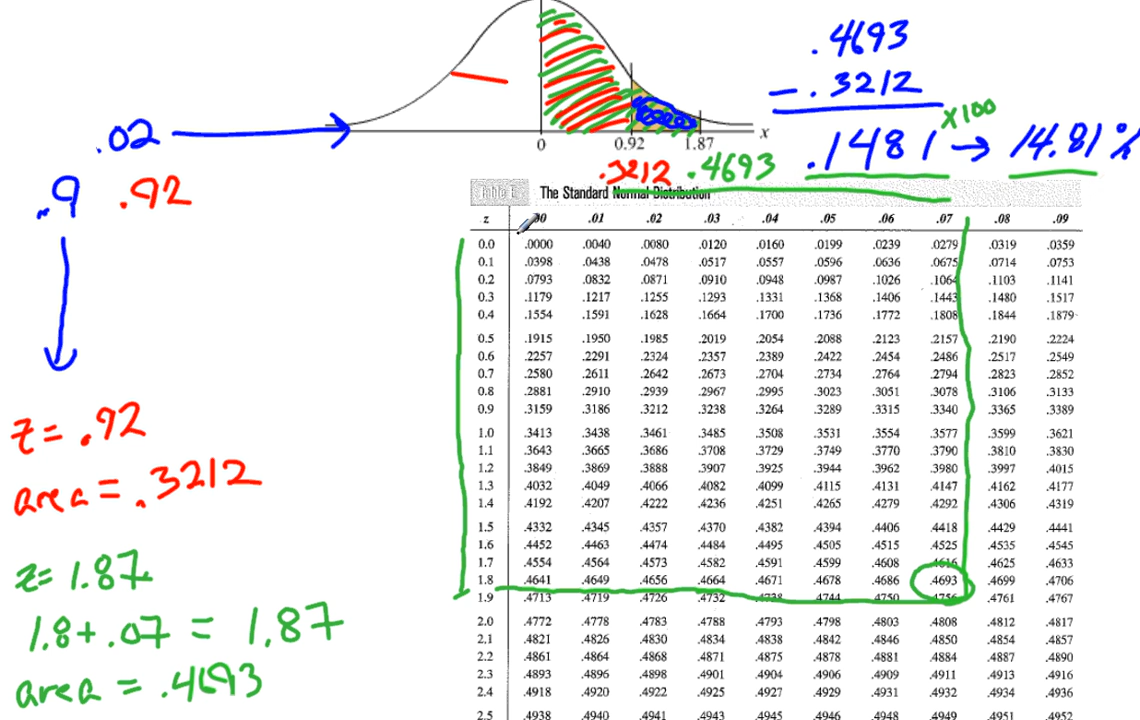 .4693
- .3212
.02
0 0.92 1.87 x
x100
.9 .92
.3212 .4693 .1481 → 14.81%
The Standard Normal Distribution
z .00 .01 .02 .03 .04 .05 .06 .07 .08 .09
0.0 .0000 .0040 .0080 .0120 .0160 .0199 .0239 .0279 .0319 .0359
0.1 .0398 .0438 .0478 .0517 .0557 .0596 .0636 .0675 .0714 .0753
0.2 .0793 .0832 .0871 .0910 .0948 .0987 .1026 .1064 .1103 .1141
0.3 .1179 .1217 .1255 .1293 .1331 .1368 .1406 .1443 .1480 .1517
0.4 .1554 .1591 .1628 .1664 .1700 .1736 .1772 .1808 .1844 .1879
0.5 .1915 .1950 .1985 .2019 .2054 .2088 .2123 .2157 .2190 .2224
0.6 .2257 .2291 .2324 .2357 .2389 .2422 .2454 .2486 .2517 .2549
0.7 .2580 .2611 .2642 .2673 .2704 .2734 .2764 .2794 .2823 .2852
0.8 .2881 .2910 .2939 .2967 .2995 .3023 .3051 .3078 .3106 .3133
0.9 .3159 .3186 .3212 .3238 .3264 .3289 .3315 .3340 .3365 .3389
1.0 .3413 .3438 .3461 .3485 .3508 .3531 .3554 .3577 .3599 .3621
1.1 .3643 .3665 .3686 .3708 .3729 .3749 .3770 .3790 .3810 .3830
1.2 .3849 .3869 .3888 .3907 .3925 .3944 .3962 .3980 .3997 .4015
1.3 .4032 .4049 .4066 .4082 .4099 .4115 .4131 .4147 .4162 .4177
1.4 .4192 .4207 .4222 .4236 .4251 .4265 .4279 .4292 .4306 .4319
1.5 .4332 .4345 .4357 .4370 .4382 .4394 .4406 .4418 .4429 .4441
1.6 .4452 .4463 .4474 .4484 .4495 .4505 .4515 .4525 .4535 .4545
1.7 .4554 .4564 .4573 .4582 .4591 .4599 .4608 .4616 .4625 .4633
1.8 .4641 .4649 .4656 .4664 .4671 .4678 .4686 .4693 .4699 .4706
1.9 .4713 .4719 .4726 .4732 .4738 .4744 .4750 .4756 .4761 .4767
2.0 .4772 .4778 .4783 .4788 .4793 .4798 .4803 .4808 .4812 .4817
2.1 .4821 .4826 .4830 .4834 .4838 .4842 .4846 .4850 .4854 .4857
2.2 .4861 .4864 .4868 .4871 .4875 .4878 .4881 .4884 .4887 .4890
2.3 .4893 .4896 .4898 .4901 .4904 .4906 .4909 .4911 .4913 .4916
2.4 .4918 .4920 .4922 .4925 .4927 .4929 .4931 .4932 .4934 .4936
2.5 .4938 .4940 .4941 .4943 .4945 .4946 .4948 .4949 .4951 .4952
z = .92
area = .3212
z = 1.87
1.8 + .07 = 1.87
area = .4693